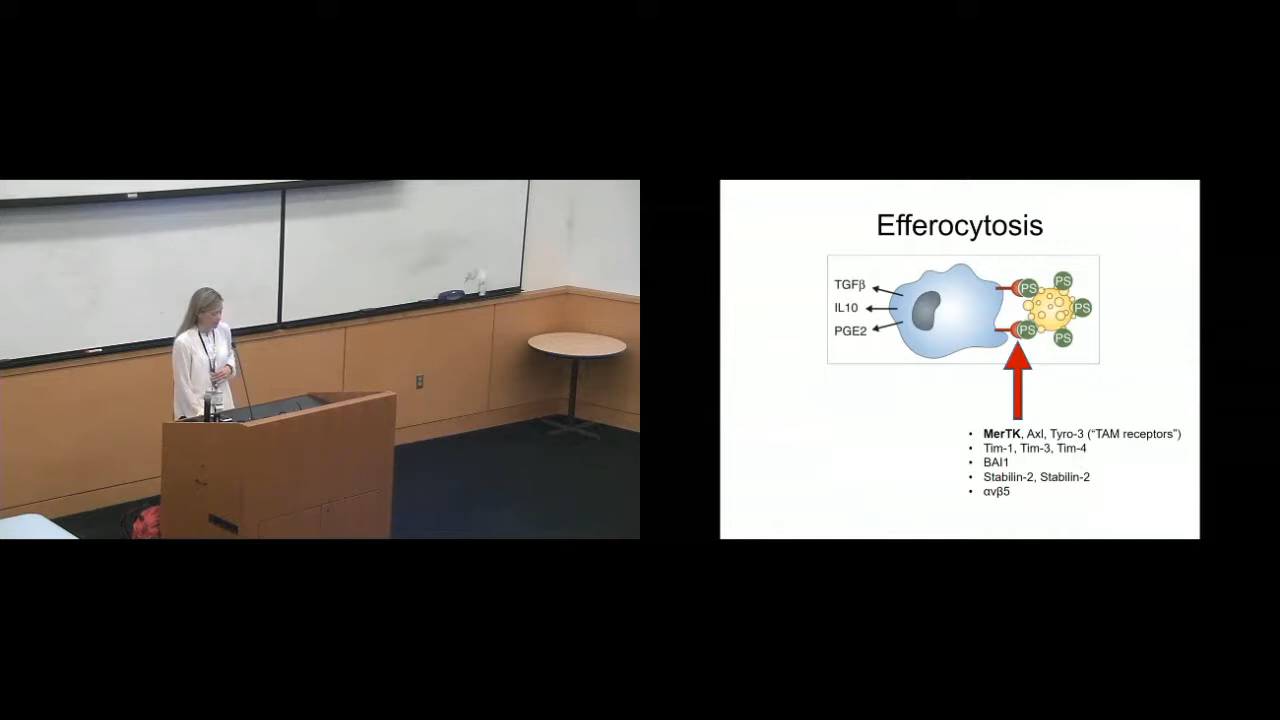 Efferocytosis
TGFβ
IL10
PGE2
PS
PS
PS
PS
PS
• MerTK, Axl, Tyro-3 (“TAM receptors”)
• Tim-1, Tim-3, Tim-4
• BAI1
• Stabilin-2, Stabilin-2
• αvβ5